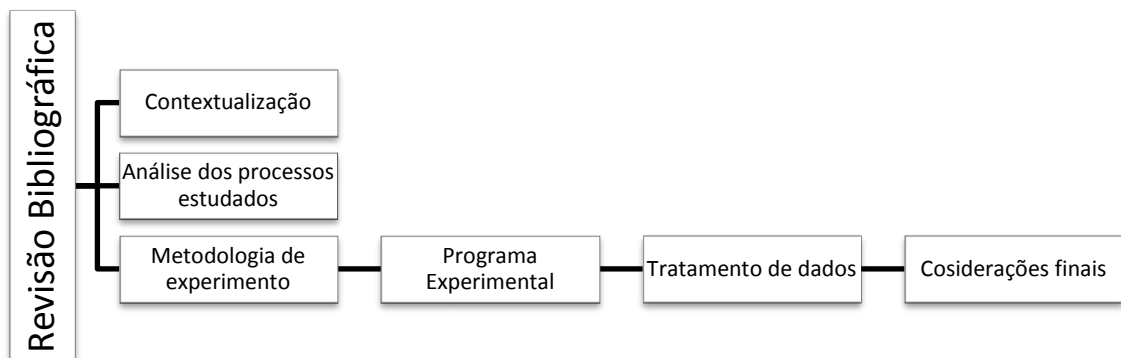 Revisão Bibliográfica
Contextualização
Análise dos processos
estudados
Metodologia de
experimento
Programa
Experimental
Tratamento de dados
Cosiderações finais